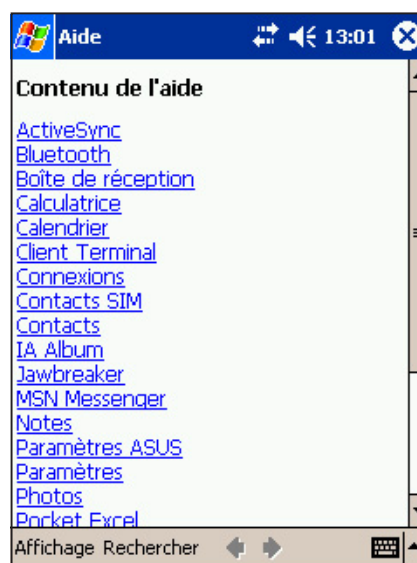 Aide 13:01
Contenu de l'aide
ActiveSync
Bluetooth
Boîte de réception
Calculatrice
Calendrier
Client Terminal
Connexions
Contacts SIM
Contacts
IA Album
Jawbreaker
MSN Messenger
Notes
Paramètres ASUS
Paramètres
Photos
Pocket Excel
Affichage Rechercher